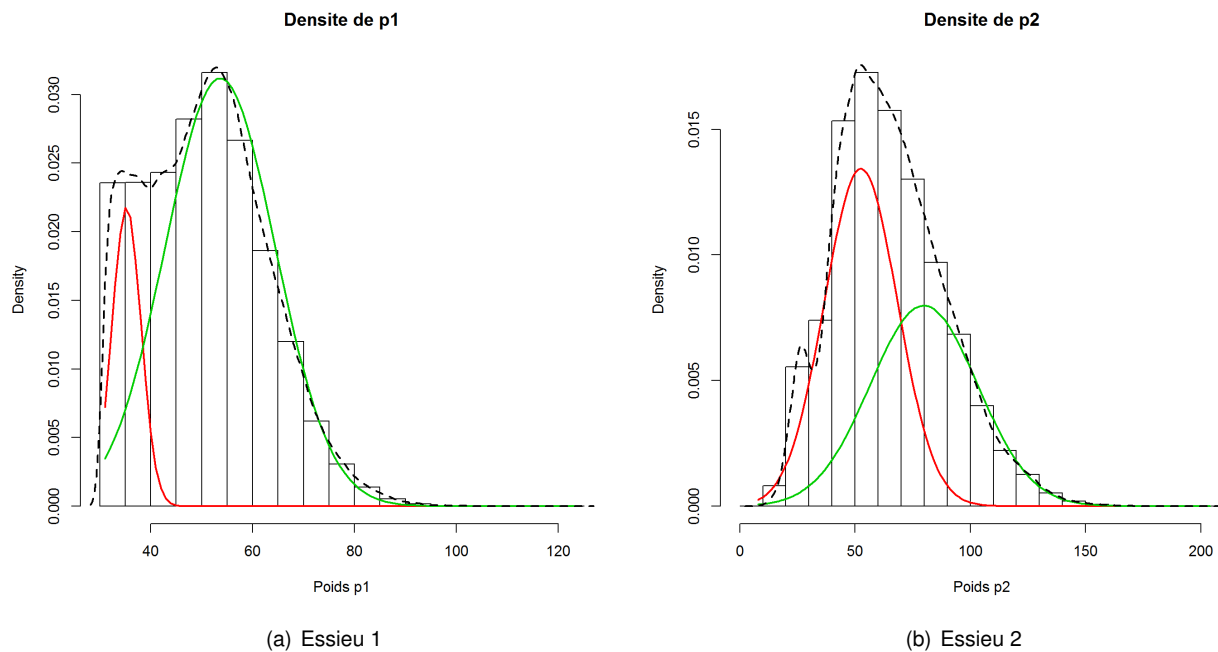 Densite de p1
Density
0.000 0.005 0.010 0.015 0.020 0.025 0.030
40 60 80 100 120
Poids p1
(a) Essieu 1
Densite de p2
Density
0.000 0.005 0.010 0.015
0 50 100 150 200
Poids p2
(b) Essieu 2